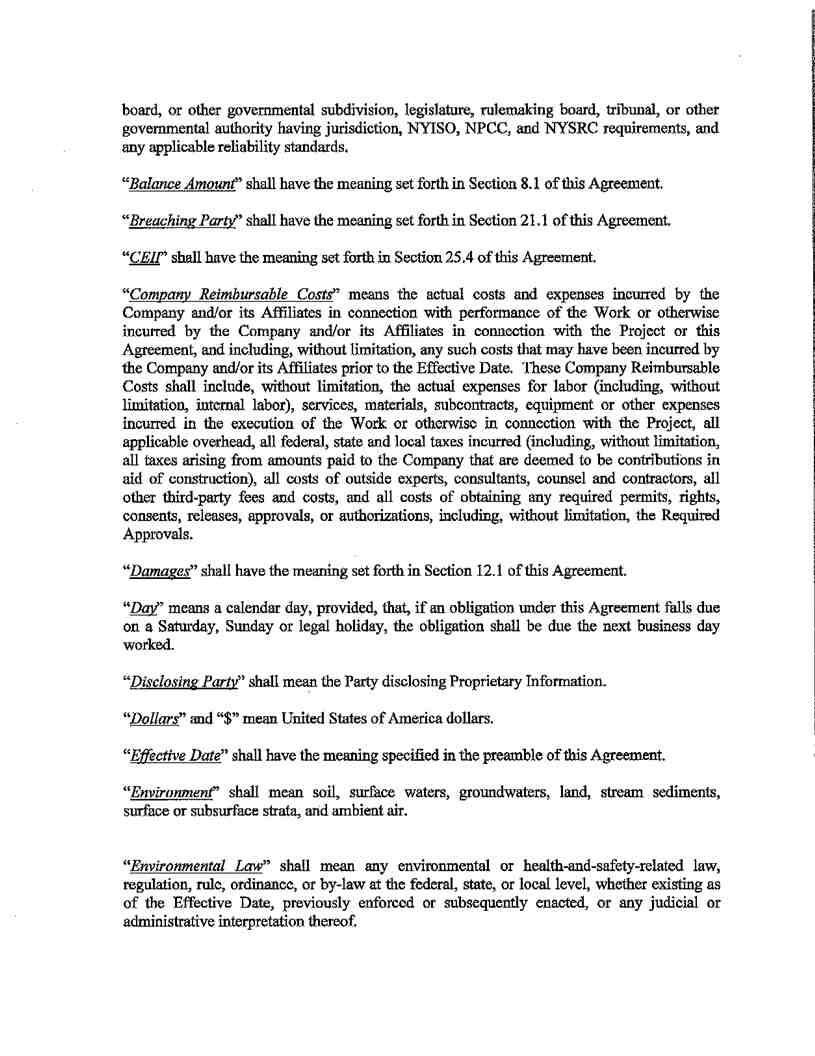 board, or other governmental subdivision, legislature, rulemaking board, tribunal, or other
governmental authority having jurisdiction, NYISO, NPCC, and NYSRC requirements, and
any applicable reliability standards.
“Balance Amount” shall have the meaning set forth in Section 8.1 of this Agreement.
“Breaching Party” shall have the meaning set forth in Section 21.1 of this Agreement.
“CEII” shall have the meaning set forth in Section 25.4 of this Agreement.
“Company Reimbursable Costs” means the actual costs and expenses incurred by the
Company and/or its Affiliates in connection with performance of the Work or otherwise
incurred by the Company and/or its Affiliates in connection with the Project or this
Agreement, and including, without limitation, any such costs that may have been incurred by
the Company and/or its Affiliates prior to the Effective Date. These Company Reimbursable
Costs shall include, without limitation, the actual expenses for labor (including, without
limitation, internal labor), services, materials, subcontracts, equipment or other expenses
incurred in the execution of the Work or otherwise in connection with the Project, all
applicable overhead, all federal, state and local taxes incurred (including, without limitation,
all taxes arising from amounts paid to the Company that are deemed to be contributions in
aid of construction), all costs of outside experts, consultants, counsel and contractors, all
other third-party fees and costs, and all costs of obtaining any required permits, rights,
consents, releases, approvals, or authorizations, including, without limitation, the Required
Approvals.
“Damages” shall have the meaning set forth in Section 12.1 of this Agreement.
“Day” means a calendar day, provided, that, if an obligation under this Agreement falls due
on a Saturday, Sunday or legal holiday, the obligation shall be due the next business day
worked.
“Disclosing Party” shall mean the Party disclosing Proprietary Information.
“Dollars” and “$” mean United States of America dollars.
“Effective Date” shall have the meaning specified in the preamble of this Agreement.
“Environment” shall mean soil, surface waters, groundwaters, land, stream sediments,
surface or subsurface strata, and ambient air.
“Environmental Law” shall mean any environmental or health-and-safety-related law,
regulation, rule, ordinance, or by-law at the federal, state, or local level, whether existing as
of the Effective Date, previously enforced or subsequently enacted, or any judicial or
administrative interpretation thereof.